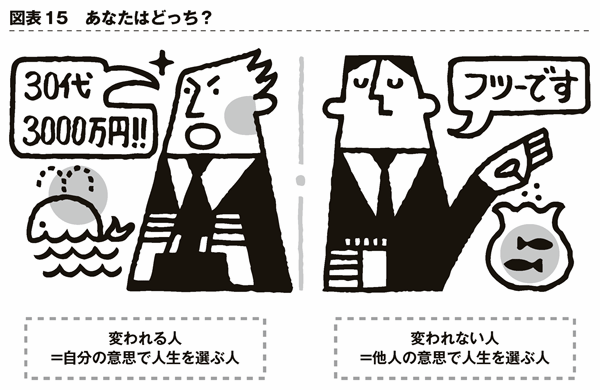 図表15 あなたはどっち？
30代
3000万円!!
フツーです
変われる人
＝自分の意思で人生を選ぶ人
変われない人
＝他人の意思で人生を選ぶ人